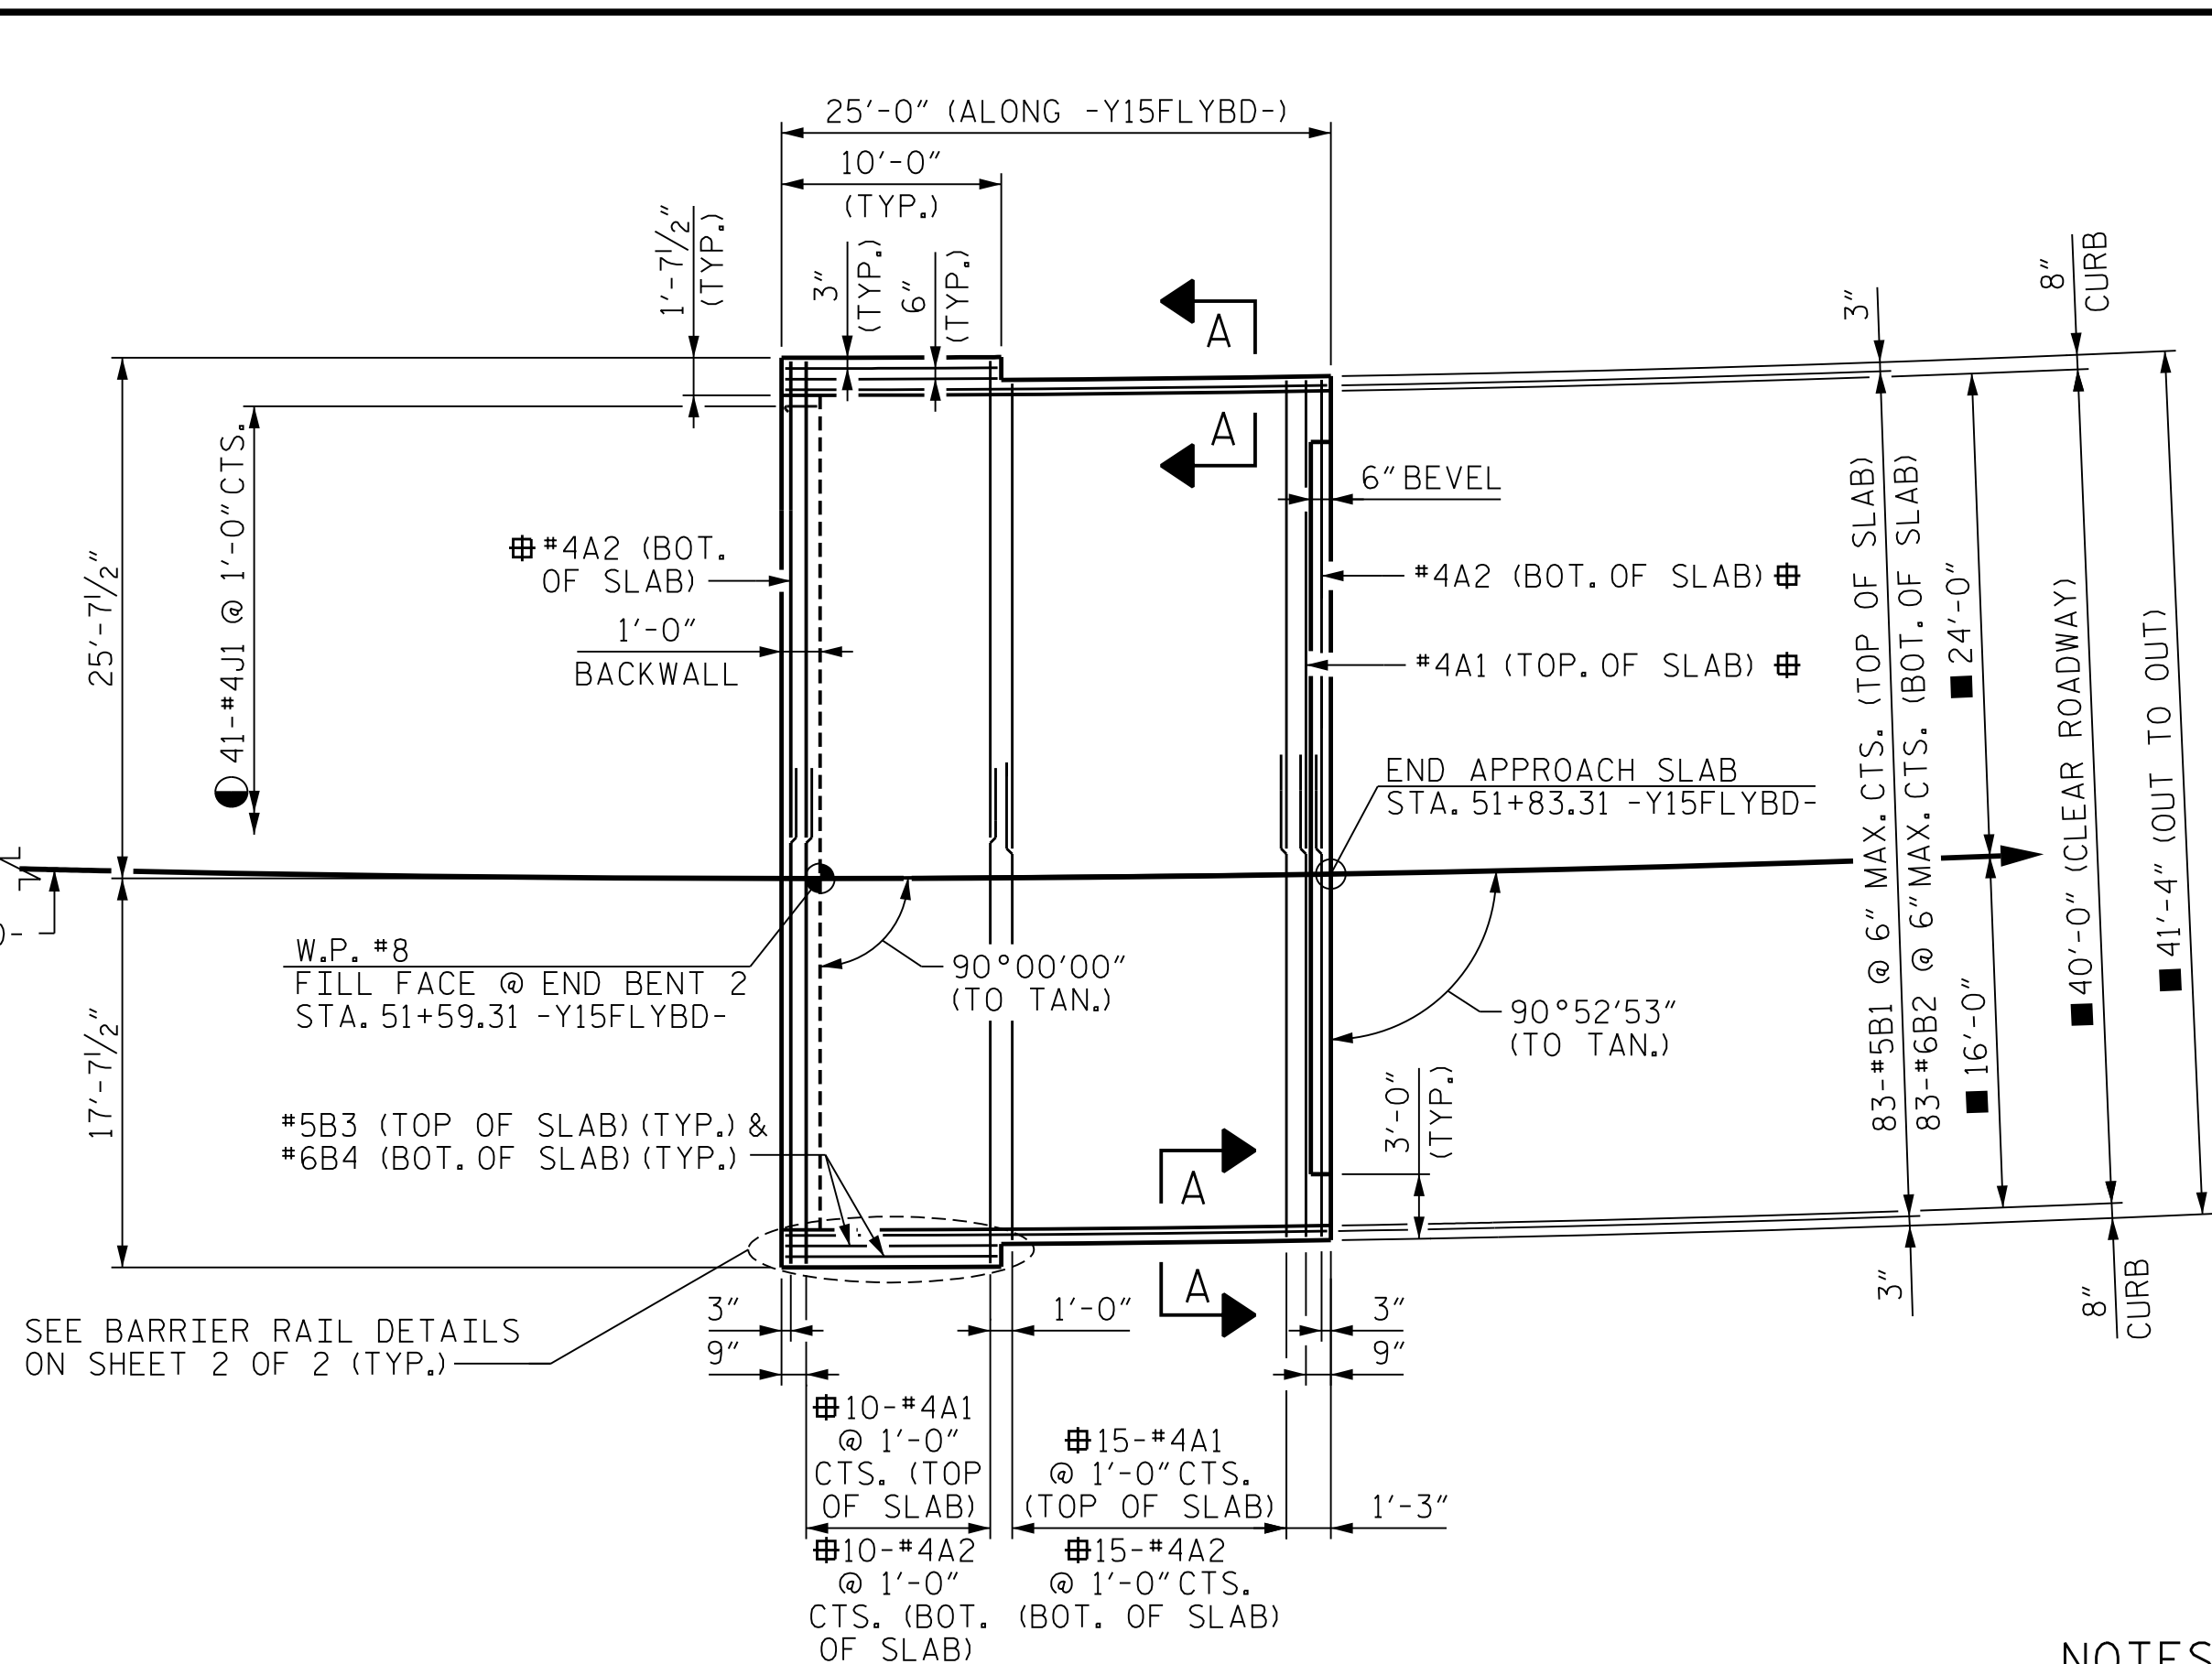 25'-0" (ALONG -Y15FLYBD-)
10'-0"
(TYP.)
1'-7 1/2"
(TYP.)
3"
(TYP.)
6"
(TYP.)
A
A
3"
8"
CURB
25'-7 1/2"
41-#4J1 @ 1'-0" CTS.
#4A2 (BOT.
OF SLAB)
1'-0"
BACKWALL
6" BEVEL
#4A2 (BOT. OF SLAB)
#4A1 (TOP. OF SLAB)
END APPROACH SLAB
STA. 51+83.31 -Y15FLYBD-
83-#5B1 @ 6" MAX. CTS. (TOP OF SLAB)
83-#6B2 @ 6" MAX. CTS. (BOT. OF SLAB)
24'-0"
16'-0"
40'-0" (CLEAR ROADWAY)
41'-4" (OUT TO OUT)
W.P. #8
FILL FACE @ END BENT 2
STA. 51+59.31 -Y15FLYBD-
90°00'00"
(TO TAN.)
90°52'53"
(TO TAN.)
17'-7 1/2"
#5B3 (TOP OF SLAB) (TYP.) &
#6B4 (BOT. OF SLAB) (TYP.)
3'-0"
(TYP.)
A
A
SEE BARRIER RAIL DETAILS
ON SHEET 2 OF 2 (TYP.)
3"
9"
1'-0"
3"
9"
3"
8"
CURB
10-#4A1
@ 1'-0"
CTS. (TOP
OF SLAB)
15-#4A1
@ 1'-0" CTS.
(TOP OF SLAB)
1'-3"
10-#4A2
@ 1'-0"
CTS. (BOT.
OF SLAB)
15-#4A2
@ 1'-0" CTS.
(BOT. OF SLAB)
NOTES